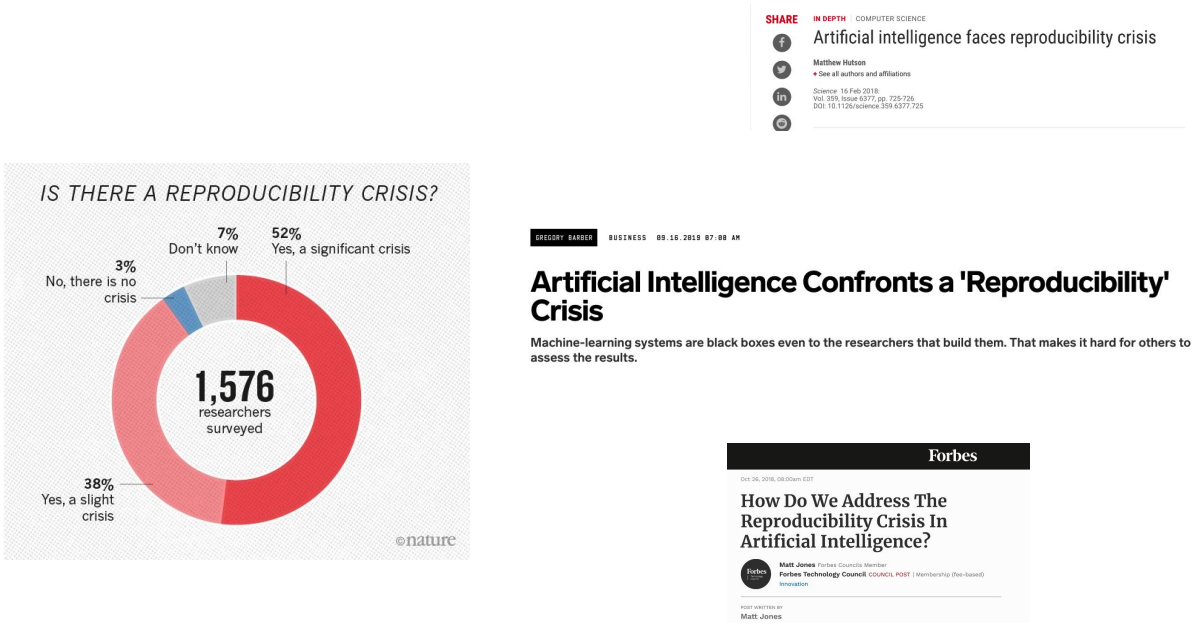 SHARE
IN DEPTH COMPUTER SCIENCE
Artificial intelligence faces reproducibility crisis
Matthew Hutson
See all authors and affiliations
Science 16 Feb 2018:
Vol. 359, Issue 6377, pp. 725-726
DOI: 10.1126/science.359.6377.725
IS THERE A REPRODUCIBILITY CRISIS?
7%
Don't know
52%
Yes, a significant crisis
3%
No, there is no
crisis
1,576
researchers
surveyed
38%
Yes, a slight
crisis
©nature
GREGORY BARBER BUSINESS 09.16.2019 07:00 AM
Artificial Intelligence Confronts a 'Reproducibility'
Crisis
Machine-learning systems are black boxes even to the researchers that build them. That makes it hard for others to
assess the results.
Forbes
Oct 26, 2018, 08:00am EDT
How Do We Address The
Reproducibility Crisis In
Artificial Intelligence?
Forbes
Matt Jones Forbes Councils Member
Forbes Technology Council COUNCIL POST | Membership (fee-based)
Innovation
POST WRITTEN BY
Matt Jones